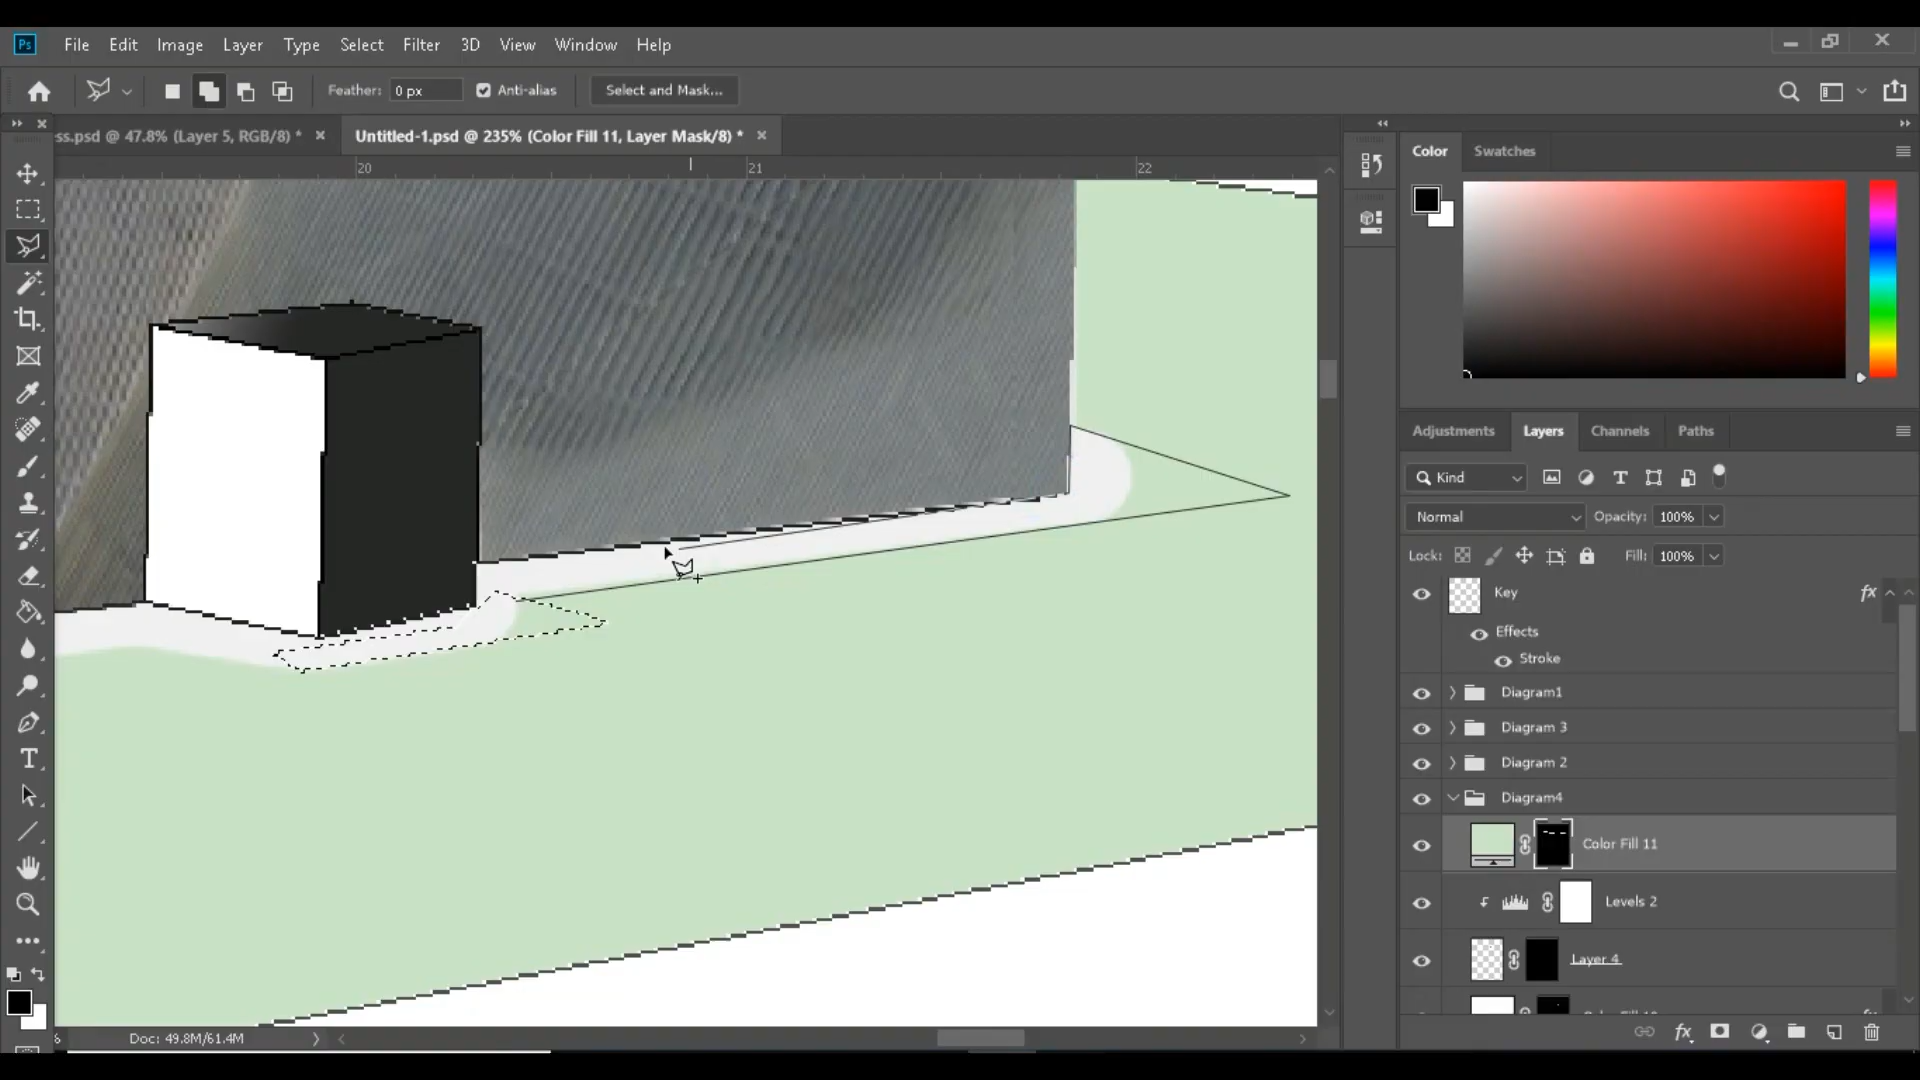 Ps File Edit Image Layer Type Select Filter 3D View Window Help
Feather: 0 px Anti-alias Select and Mask...
ss.psd @ 47.8% (Layer 5, RGB/8) * Untitled-1.psd @ 235% (Color Fill 11, Layer Mask/8) *
20 21 22
Color Swatches
Adjustments Layers Channels Paths
Kind
Normal Opacity: 100%
Lock: Fill: 100%
Key fx
Effects
Stroke
Diagram1
Diagram 3
Diagram 2
Diagram4
Color Fill 11
Levels 2
Layer 4
Doc: 49.8M/61.4M
fx